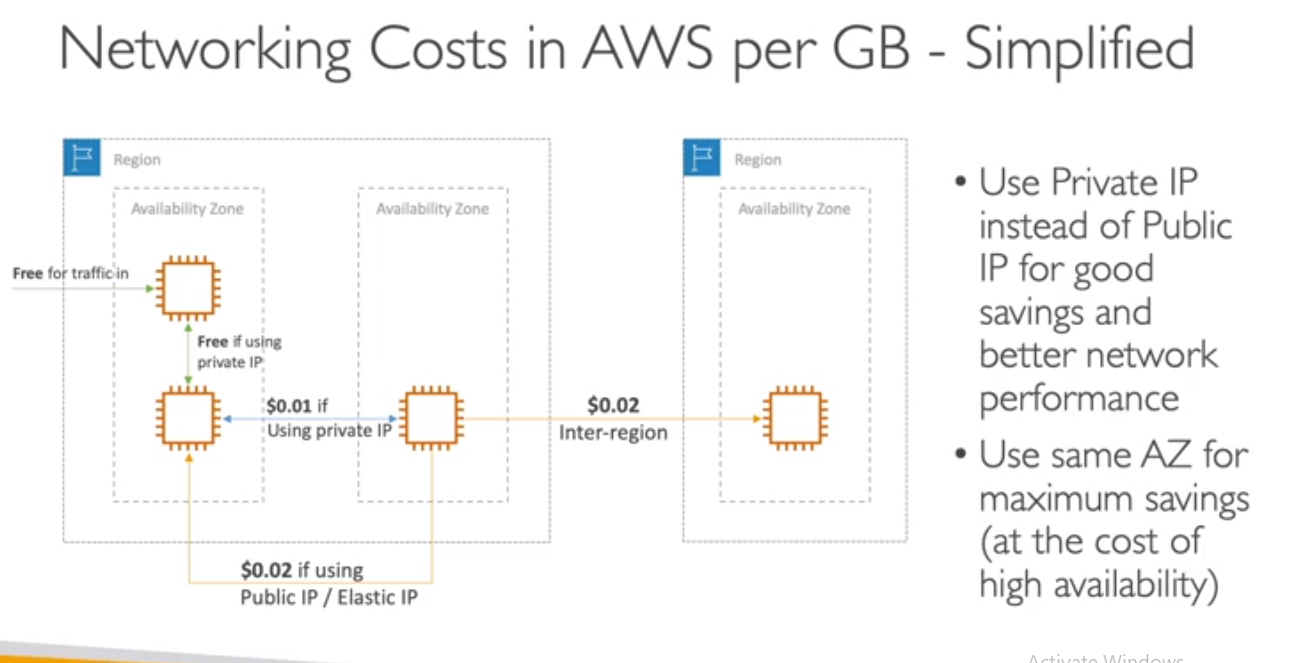 Networking Costs in AWS per GB - Simplified
Region
Availability Zone
Availability Zone
Free for traffic in
Free if using
private IP
$0.01 if
Using private IP
$0.02 if using
Public IP / Elastic IP
$0.02
Inter-region
Region
Availability Zone
• Use Private IP
instead of Public
IP for good
savings and
better network
performance
• Use same AZ for
maximum savings
(at the cost of
high availability)
Activate Windows